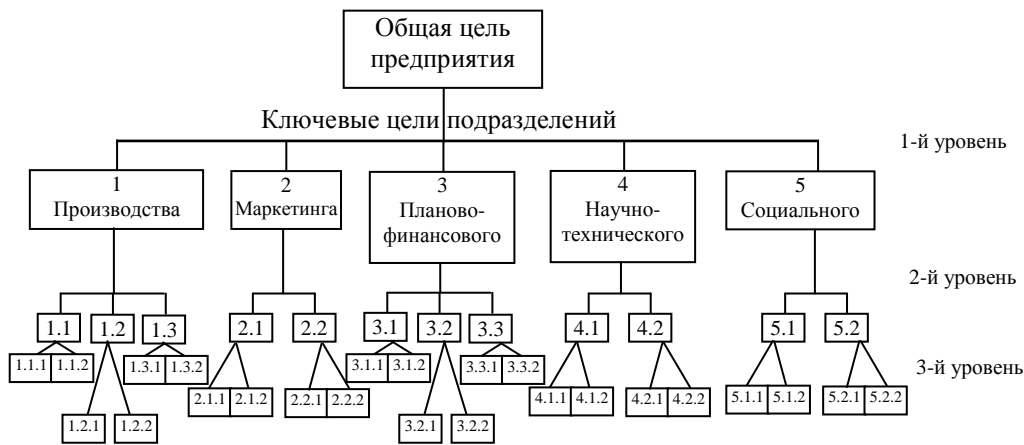 Общая цель
предприятия
Ключевые цели подразделений
1-й уровень
1
Производства
2
Маркетинга
3
Планово-
финансового
4
Научно-
технического
5
Социального
2-й уровень
1.1 1.2 1.3 2.1 2.2 3.1 3.2 3.3 4.1 4.2 5.1 5.2
1.1.1 1.1.2 1.3.1 1.3.2 3.1.1 3.1.2 3.3.1 3.3.2
3-й уровень
2.1.1 2.1.2 2.2.1 2.2.2 4.1.1 4.1.2 4.2.1 4.2.2 5.1.1 5.1.2 5.2.1 5.2.2
1.2.1 1.2.2 3.2.1 3.2.2